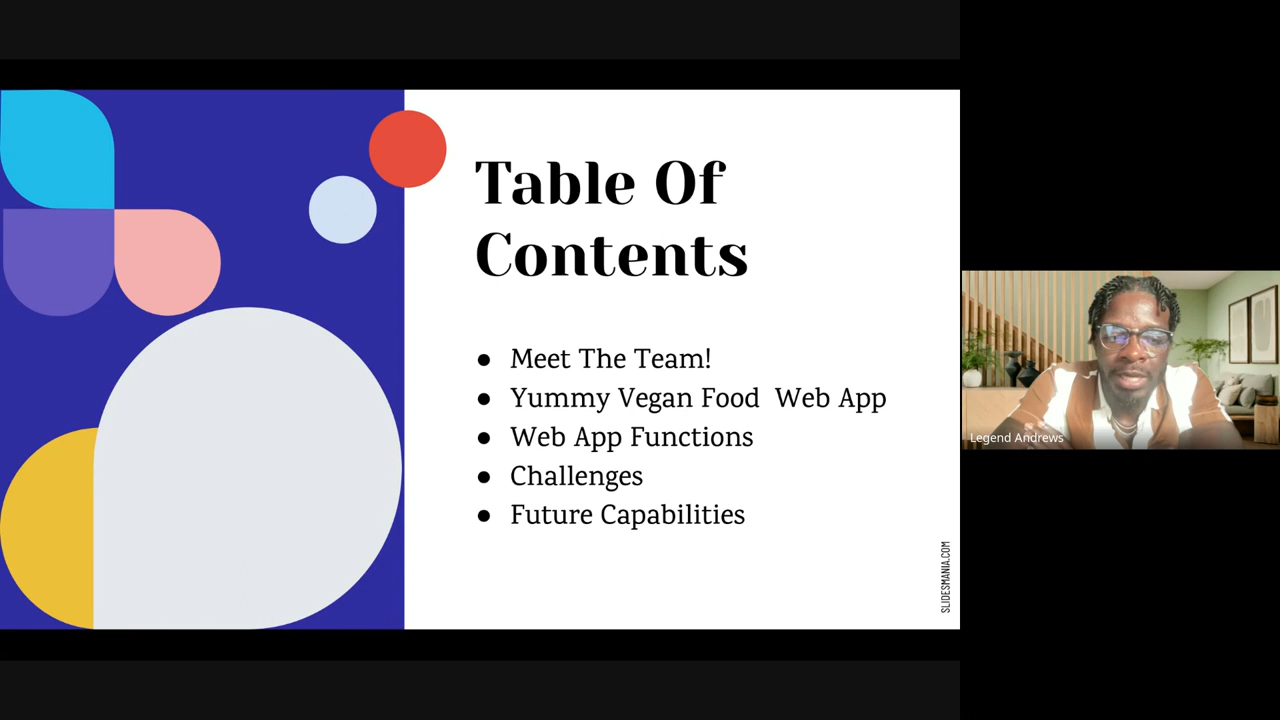 Table Of
Contents
● Meet The Team!
● Yummy Vegan Food  Web App
● Web App Functions
● Challenges
● Future Capabilities
SLIDESMANIA.COM
Legend Andrews